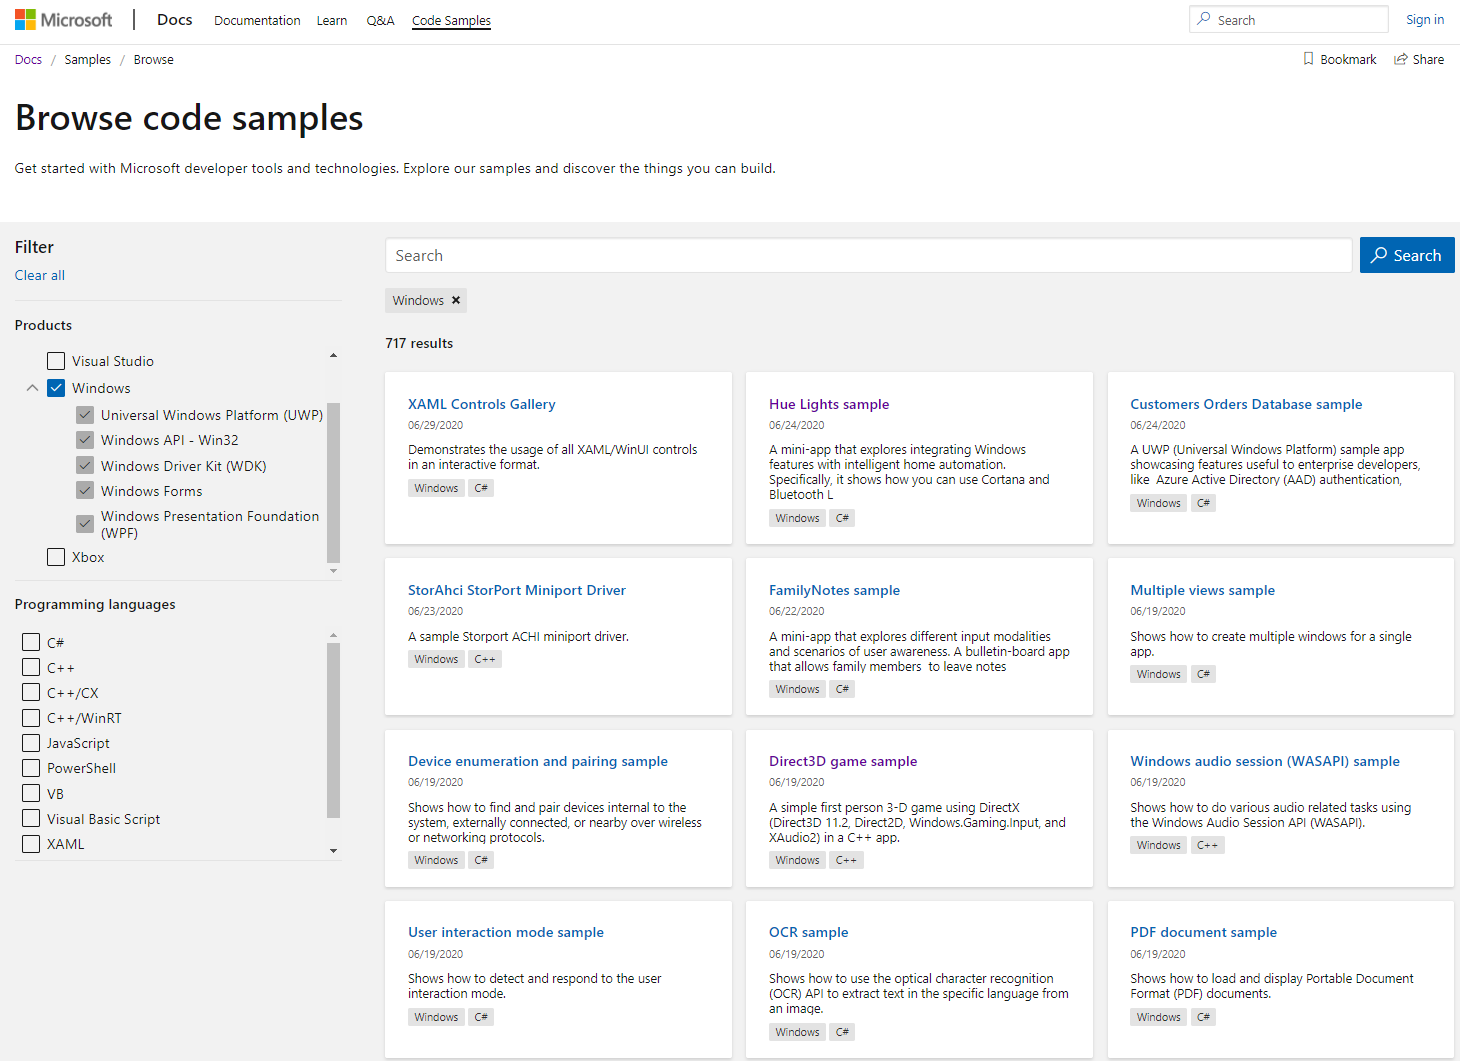 Microsoft Docs Documentation Learn Q&A Code Samples Search Sign in
Docs / Samples / Browse Bookmark Share
Browse code samples
Get started with Microsoft developer tools and technologies. Explore our samples and discover the things you can build.
Filter
Clear all
Products
Visual Studio
Windows
Universal Windows Platform (UWP)
Windows API - Win32
Windows Driver Kit (WDK)
Windows Forms
Windows Presentation Foundation
(WPF)
Xbox
Programming languages
C#
C++
C++/CX
C++/WinRT
JavaScript
PowerShell
VB
Visual Basic Script
XAML
Search Search
Windows
717 results
XAML Controls Gallery
06/29/2020
Demonstrates the usage of all XAML/WinUI controls
in an interactive format.
Windows C#
Hue Lights sample
06/24/2020
A mini-app that explores integrating Windows
features with intelligent home automation.
Specifically, it shows how you can use Cortana and
Bluetooth L
Windows C#
Customers Orders Database sample
06/24/2020
A UWP (Universal Windows Platform) sample app
showcasing features useful to enterprise developers,
like Azure Active Directory (AAD) authentication,
Windows C#
StorAhci StorPort Miniport Driver
06/23/2020
A sample Storport ACHI miniport driver.
Windows C++
FamilyNotes sample
06/22/2020
A mini-app that explores different input modalities
and scenarios of user awareness. A bulletin-board app
that allows family members to leave notes
Windows C#
Multiple views sample
06/19/2020
Shows how to create multiple windows for a single
app.
Windows C#
Device enumeration and pairing sample
06/19/2020
Shows how to find and pair devices internal to the
system, externally connected, or nearby over wireless
or networking protocols.
Windows C#
Direct3D game sample
06/19/2020
A simple first person 3-D game using DirectX
(Direct3D 11.2, Direct2D, Windows.Gaming.Input, and
XAudio2) in a C++ app.
Windows C++
Windows audio session (WASAPI) sample
06/19/2020
Shows how to do various audio related tasks using
the Windows Audio Session API (WASAPI).
Windows C++
User interaction mode sample
06/19/2020
Shows how to detect and respond to the user
interaction mode.
Windows C#
OCR sample
06/19/2020
Shows how to use the optical character recognition
(OCR) API to extract text in the specific language from
an image.
Windows C#
PDF document sample
06/19/2020
Shows how to load and display Portable Document
Format (PDF) documents.
Windows C#